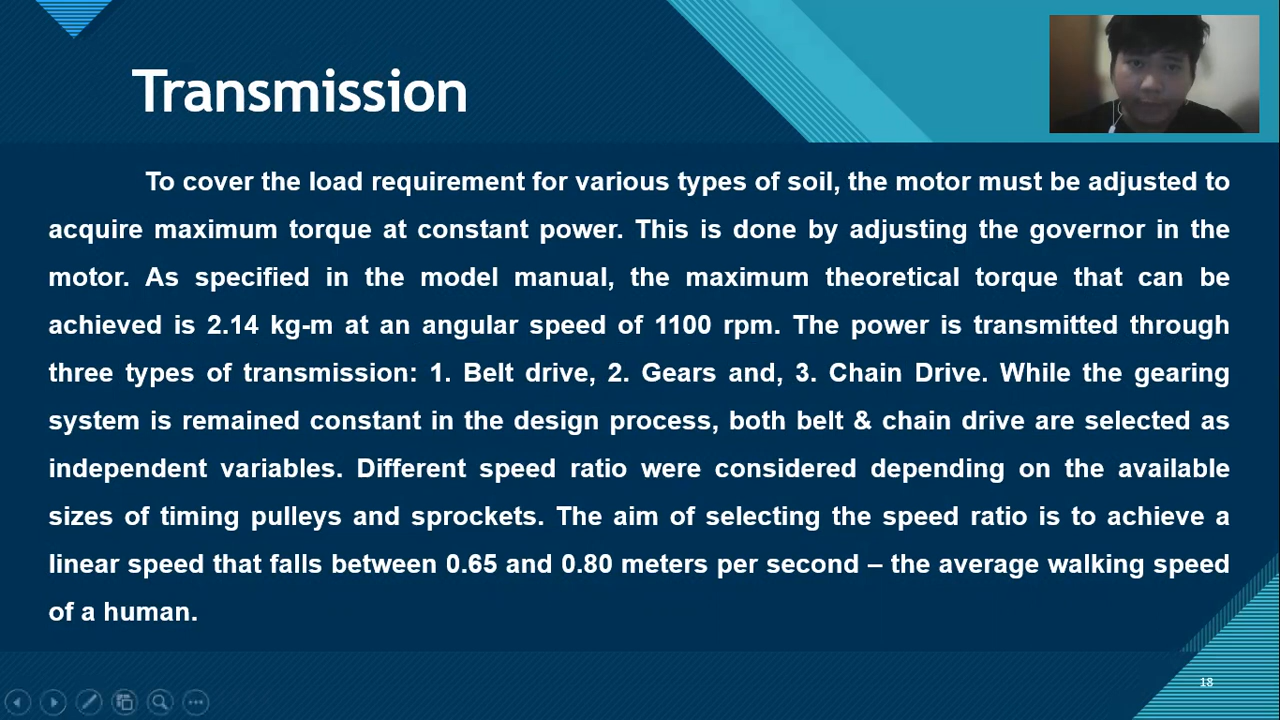 Transmission
To cover the load requirement for various types of soil, the motor must be adjusted to
acquire maximum torque at constant power. This is done by adjusting the governor in the
motor. As specified in the model manual, the maximum theoretical torque that can be
achieved is 2.14 kg-m at an angular speed of 1100 rpm. The power is transmitted through
three types of transmission: 1. Belt drive, 2. Gears and, 3. Chain Drive. While the gearing
system is remained constant in the design process, both belt & chain drive are selected as
independent variables. Different speed ratio were considered depending on the available
sizes of timing pulleys and sprockets. The aim of selecting the speed ratio is to achieve a
linear speed that falls between 0.65 and 0.80 meters per second – the average walking speed
of a human.
18